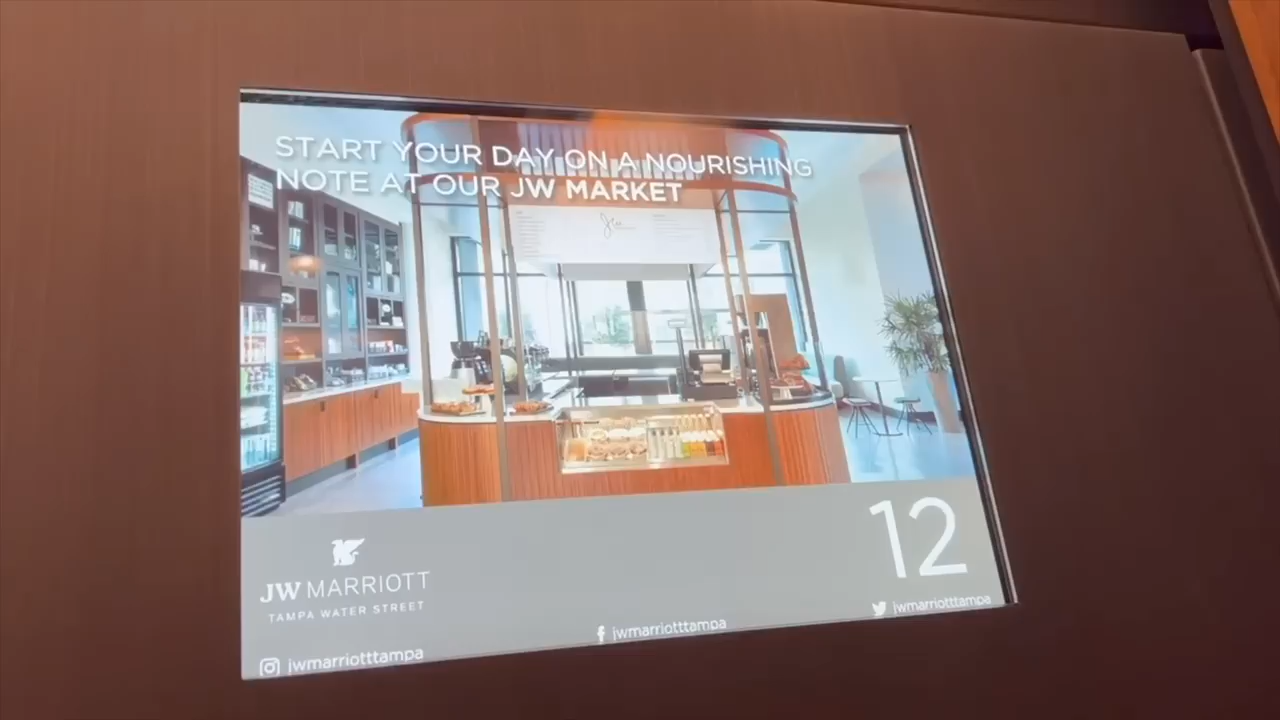 START YOUR DAY ON A NOURISHING
NOTE AT OUR JW MARKET
JW
12
JW MARRIOTT
TAMPA WATER STREET
jwmarriotttampa
jwmarriotttampa
jwmarriotttampa